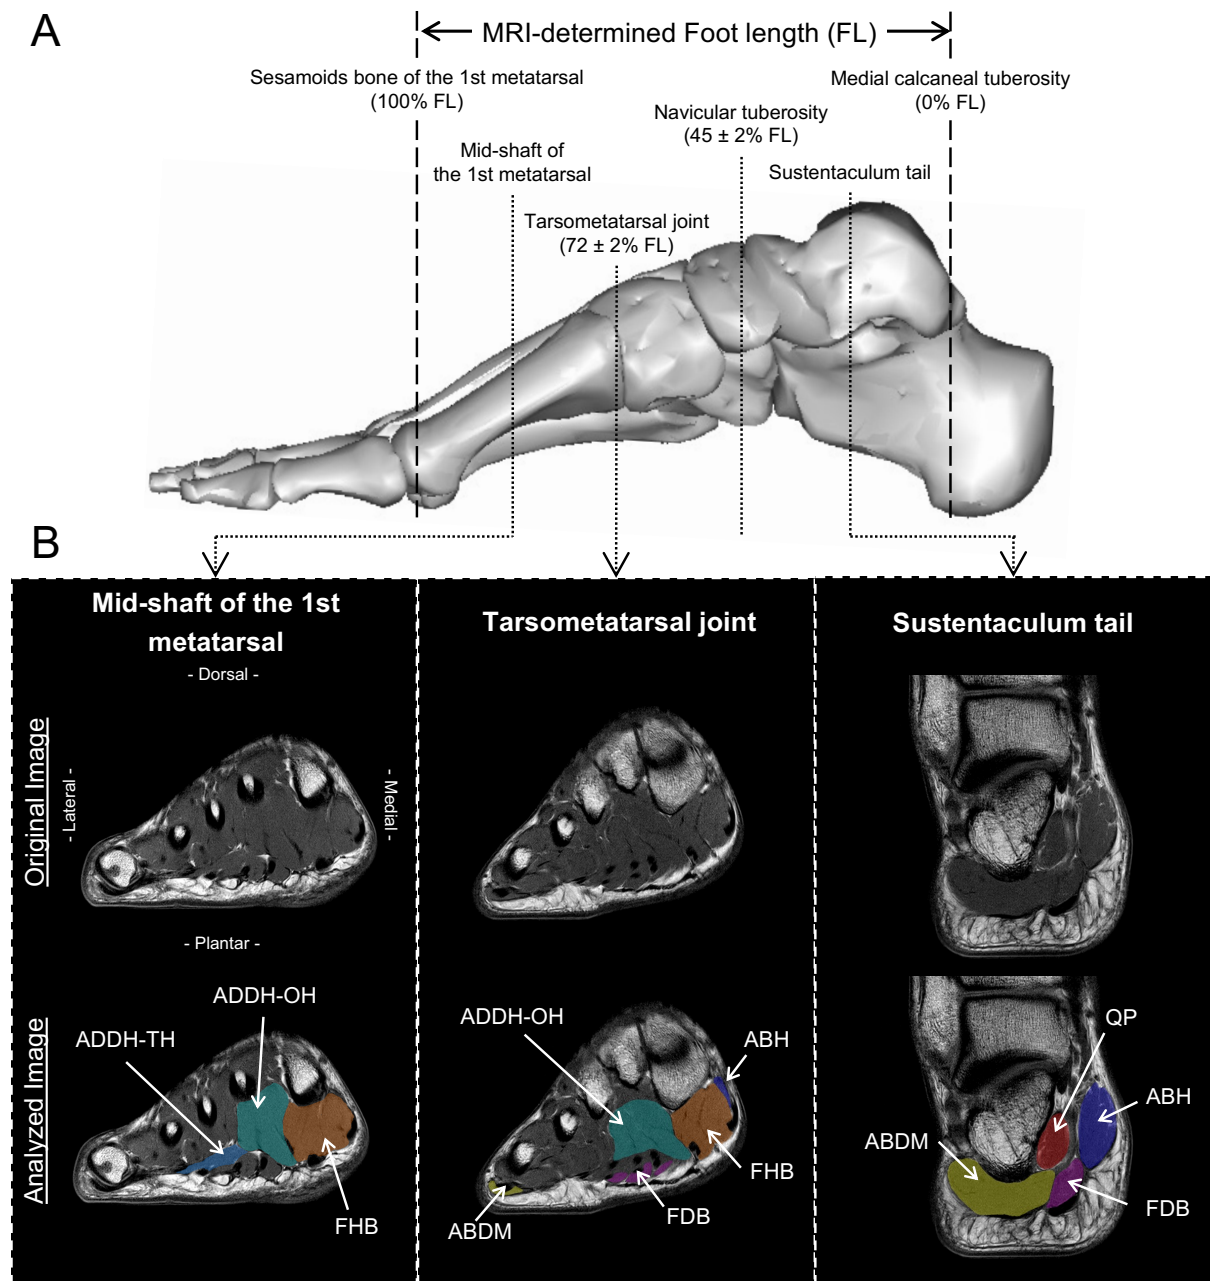 A
MRI-determined Foot length (FL)
Sesamoids bone of the 1st metatarsal
(100% FL)
Medial calcaneal tuberosity
(0% FL)
Navicular tuberosity
(45 ± 2% FL)
Mid-shaft of
the 1st metatarsal
Sustentaculum tail
Tarsometatarsal joint
(72 ± 2% FL)
B
Mid-shaft of the 1st
metatarsal
Tarsometatarsal joint
Sustentaculum tail
- Dorsal -
Original Image
- Lateral -
- Medial -
- Plantar -
Analyzed Image
ADDH-OH
ADDH-TH
FHB
ADDH-OH
ABH
FHB
FDB
ABDM
QP
ABH
ABDM
FDB